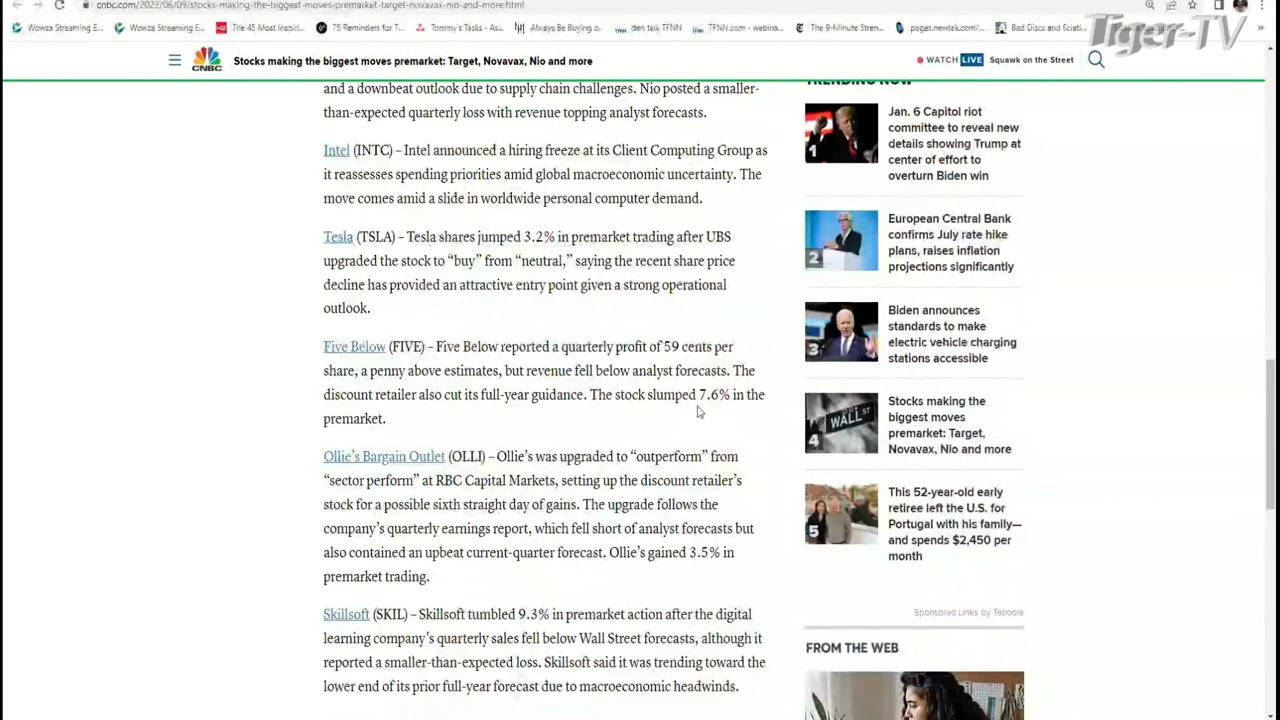 cnbc.com/2022/06/09/stocks-making-the-biggest-moves-premarket-target-novavax-nio-and-more.html
Wowza Streaming E...
Wowza Streaming E...
Title 45-Most Inspit...
75 Reminders for T...
Tommy's Tasks - As...
Always Be Buying o...
den talk TFNN
TFNN.com - webina...
The 9-Minute Stren...
pages.newtek.com/...
Bad Discs and Sciati...
Tiger-TV
CNBC
Stocks making the biggest moves premarket: Target, Novavax, Nio and more
WATCH LIVE
Squawk on the Street
and a downbeat outlook due to supply chain challenges. Nio posted a smaller-
than-expected quarterly loss with revenue topping analyst forecasts.
Intel (INTC) – Intel announced a hiring freeze at its Client Computing Group as
it reassesses spending priorities amid global macroeconomic uncertainty. The
move comes amid a slide in worldwide personal computer demand.
Tesla (TSLA) – Tesla shares jumped 3.2% in premarket trading after UBS
upgraded the stock to “buy” from “neutral,” saying the recent share price
decline has provided an attractive entry point given a strong operational
outlook.
Five Below (FIVE) – Five Below reported a quarterly profit of 59 cents per
share, a penny above estimates, but revenue fell below analyst forecasts. The
discount retailer also cut its full-year guidance. The stock slumped 7.6% in the
premarket.
Ollie’s Bargain Outlet (OLLI) – Ollie’s was upgraded to “outperform” from
“sector perform” at RBC Capital Markets, setting up the discount retailer’s
stock for a possible sixth straight day of gains. The upgrade follows the
company’s quarterly earnings report, which fell short of analyst forecasts but
also contained an upbeat current-quarter forecast. Ollie’s gained 3.5% in
premarket trading.
Skillsoft (SKIL) – Skillsoft tumbled 9.3% in premarket action after the digital
learning company’s quarterly sales fell below Wall Street forecasts, although it
reported a smaller-than-expected loss. Skillsoft said it was trending toward the
lower end of its prior full-year forecast due to macroeconomic headwinds.
TRENDING NOW
1
Jan. 6 Capitol riot
committee to reveal new
details showing Trump at
center of effort to
overturn Biden win
2
European Central Bank
confirms July rate hike
plans, raises inflation
projections significantly
3
Biden announces
standards to make
electric vehicle charging
stations accessible
4
WALL ST
Stocks making the
biggest moves
premarket: Target,
Novavax, Nio and more
5
This 52-year-old early
retiree left the U.S. for
Portugal with his family—
and spends $2,450 per
month
Sponsored Links by Taboola
FROM THE WEB